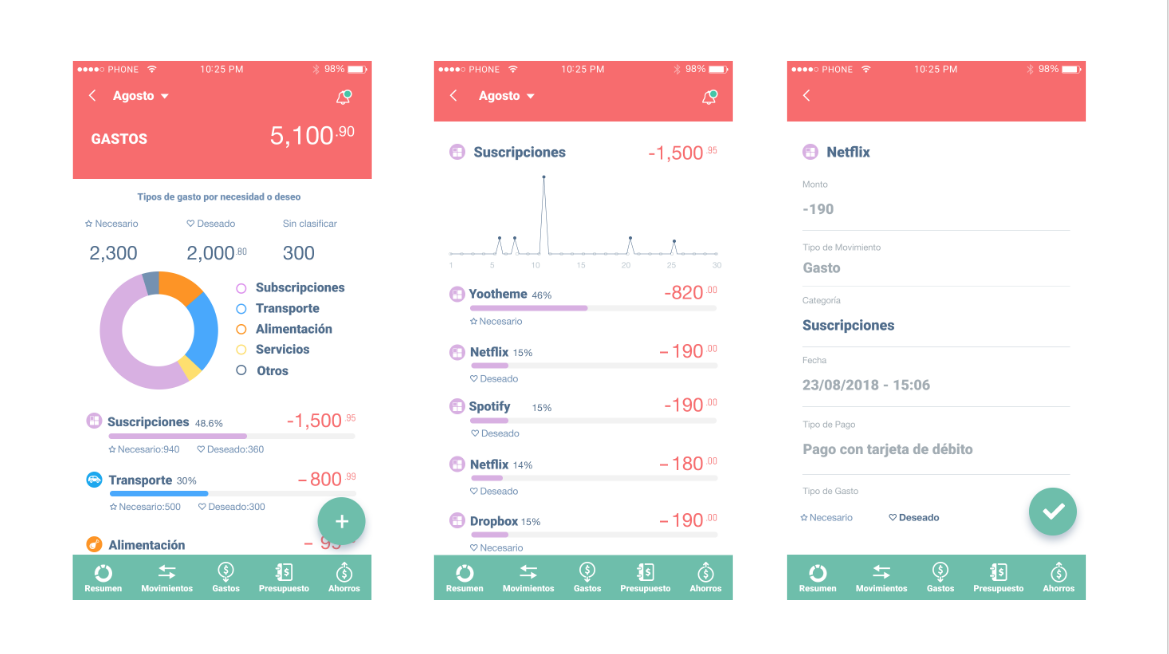 PHONE 10:25 PM 98%
Agosto
GASTOS 5,100.90
Tipos de gasto por necesidad o deseo
Necesario Deseado Sin clasificar
2,300 2,000.80 300
Subscripciones
Transporte
Alimentación
Servicios
Otros
Suscripciones 48.6% -1,500.95
Necesario:940 Deseado:360
Transporte 30% – 800.99
Necesario:500 Deseado:300
+
Alimentación
Resumen Movimientos Gastos Presupuesto Ahorros
PHONE 10:25 PM 98%
Agosto
Suscripciones -1,500.95
1 5 10 15 20 25 30
Yootheme 46% -820.00
Necesario
Netflix 15% – 190.00
Deseado
Spotify 15% -190.00
Deseado
Netflix 14% – 180.00
Deseado
Dropbox 15% – 190.00
Necesario
Resumen Movimientos Gastos Presupuesto Ahorros
PHONE 10:25 PM 98%
Netflix
Monto
-190
Tipo de Movimiento
Gasto
Categoría
Suscripciones
Fecha
23/08/2018 - 15:06
Tipo de Pago
Pago con tarjeta de débito
Tipo de Gasto
Necesario Deseado
Resumen Movimientos Gastos Presupuesto Ahorros